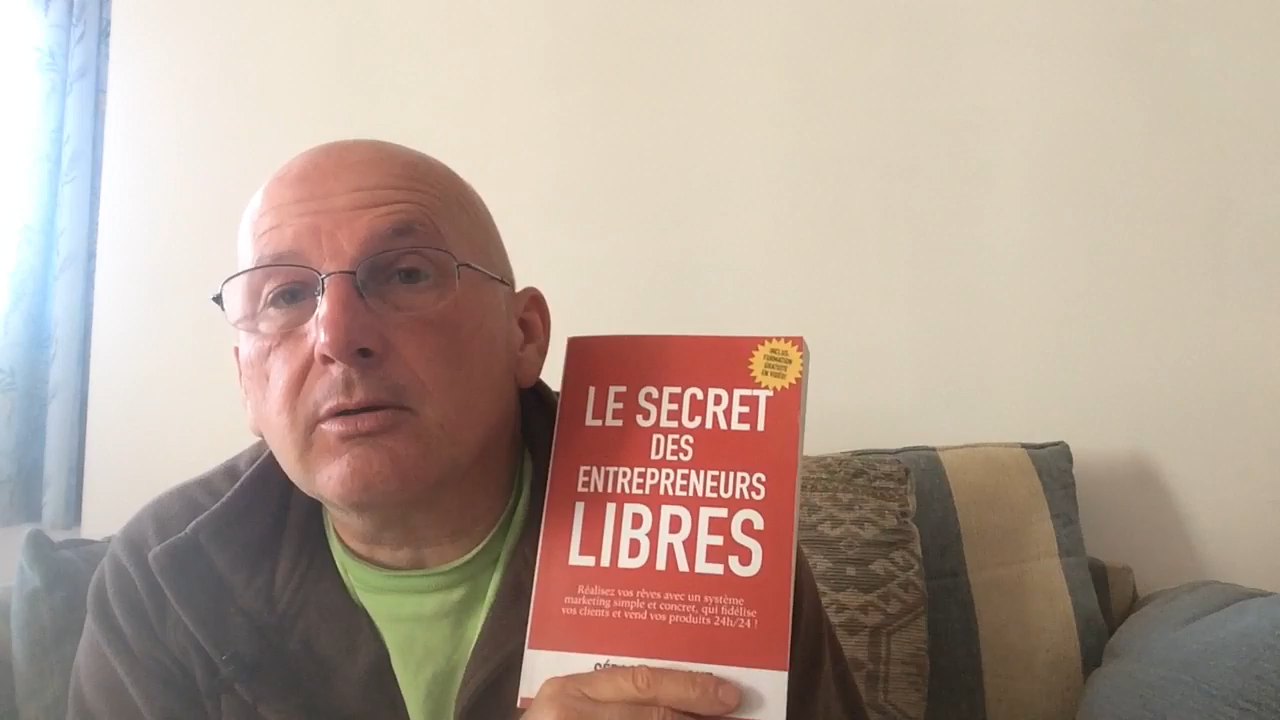 INCLUS
FORMATION
GRATUITE
EN VIDÉO!
LE SECRET
DES
ENTREPRENEURS
LIBRES
Réalisez vos rêves avec un système
marketing simple et concret, qui fidélise
vos clients et vend vos produits 24h/24 !